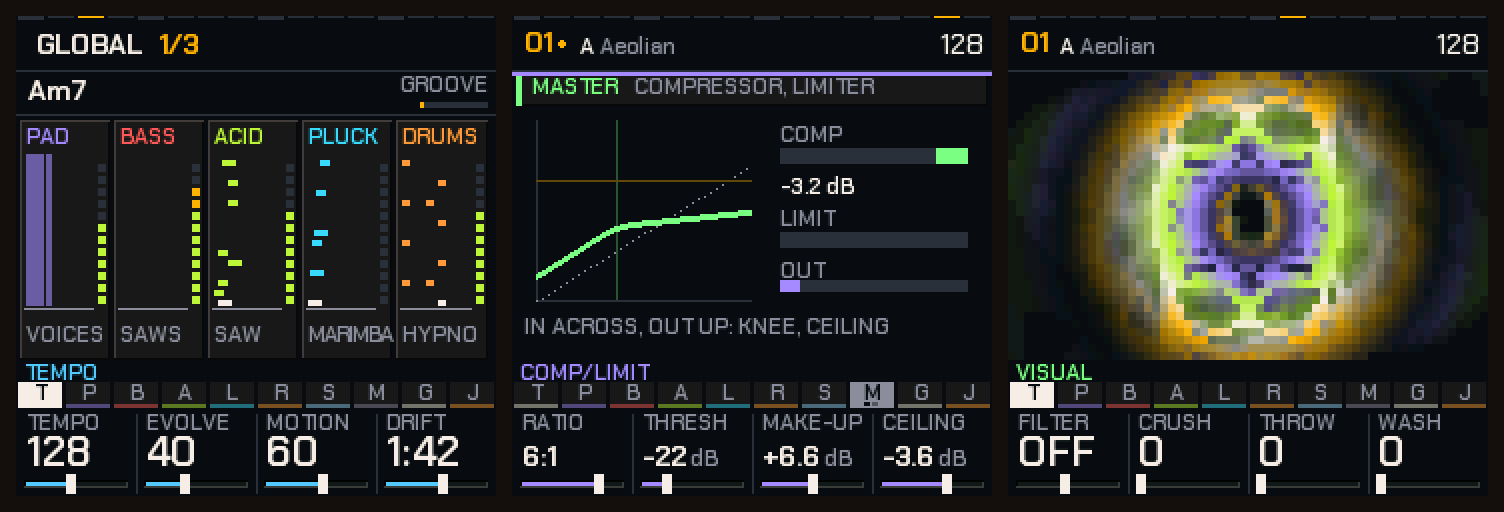 GLOBAL 1/3
Am7 GROOVE
PAD BASS ACID PLUCK DRUMS
VOICES SAWS SAW MARIMBA HYPNO
TEMPO
T P B A L R S M G J
TEMPO EVOLVE MOTION DRIFT
128 40 60 1:42
01 A Aeolian 128
MASTER COMPRESSOR, LIMITER
COMP
-3.2 dB
LIMIT
OUT
IN ACROSS, OUT UP: KNEE, CEILING
COMP/LIMIT
T P B A L R S M G J
RATIO THRESH MAKE-UP CEILING
6:1 -22 dB +6.6 dB -3.6 dB
01 A Aeolian 128
VISUAL
T P B A L R S M G J
FILTER CRUSH THROW WASH
OFF 0 0 0